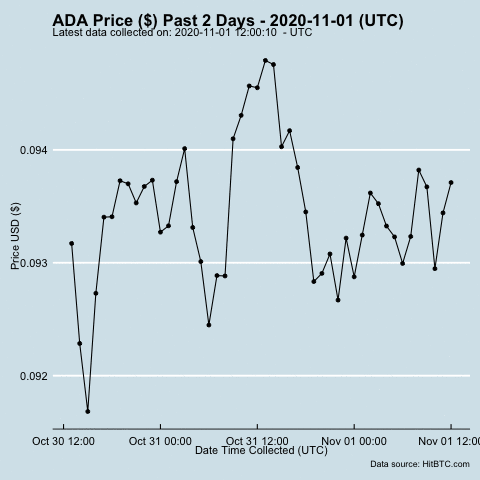 ADA Price ($) Past 2 Days - 2020-11-01 (UTC)
Latest data collected on: 2020-11-01 12:00:10 - UTC
Price USD ($)
0.094
0.093
0.092
Oct 30 12:00 Oct 31 00:00 Oct 31 12:00 Nov 01 00:00 Nov 01 12:00
Date Time Collected (UTC)
Data source: HitBTC.com